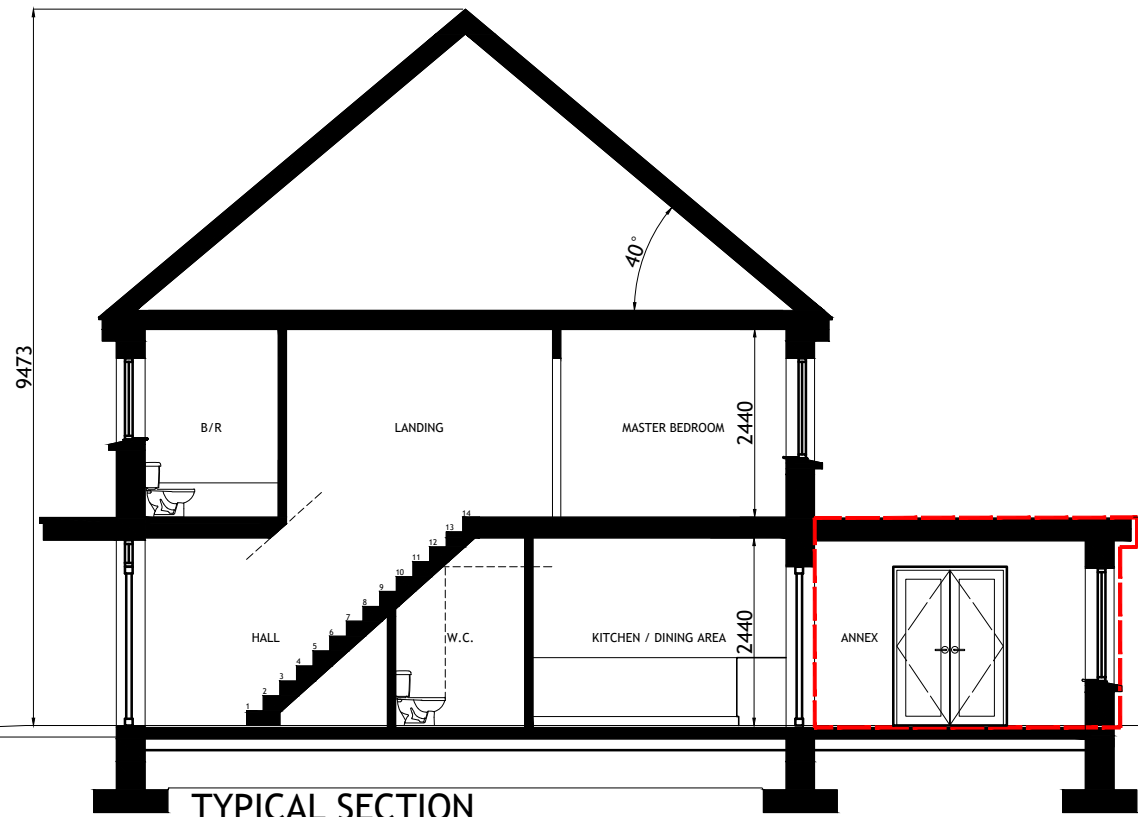 40°
9473
B/R
LANDING
MASTER BEDROOM
2440
14
13
12
11
10
9
8
7
6
5
4
3
2
1
HALL
W.C.
KITCHEN / DINING AREA
2440
ANNEX
TYPICAL SECTION